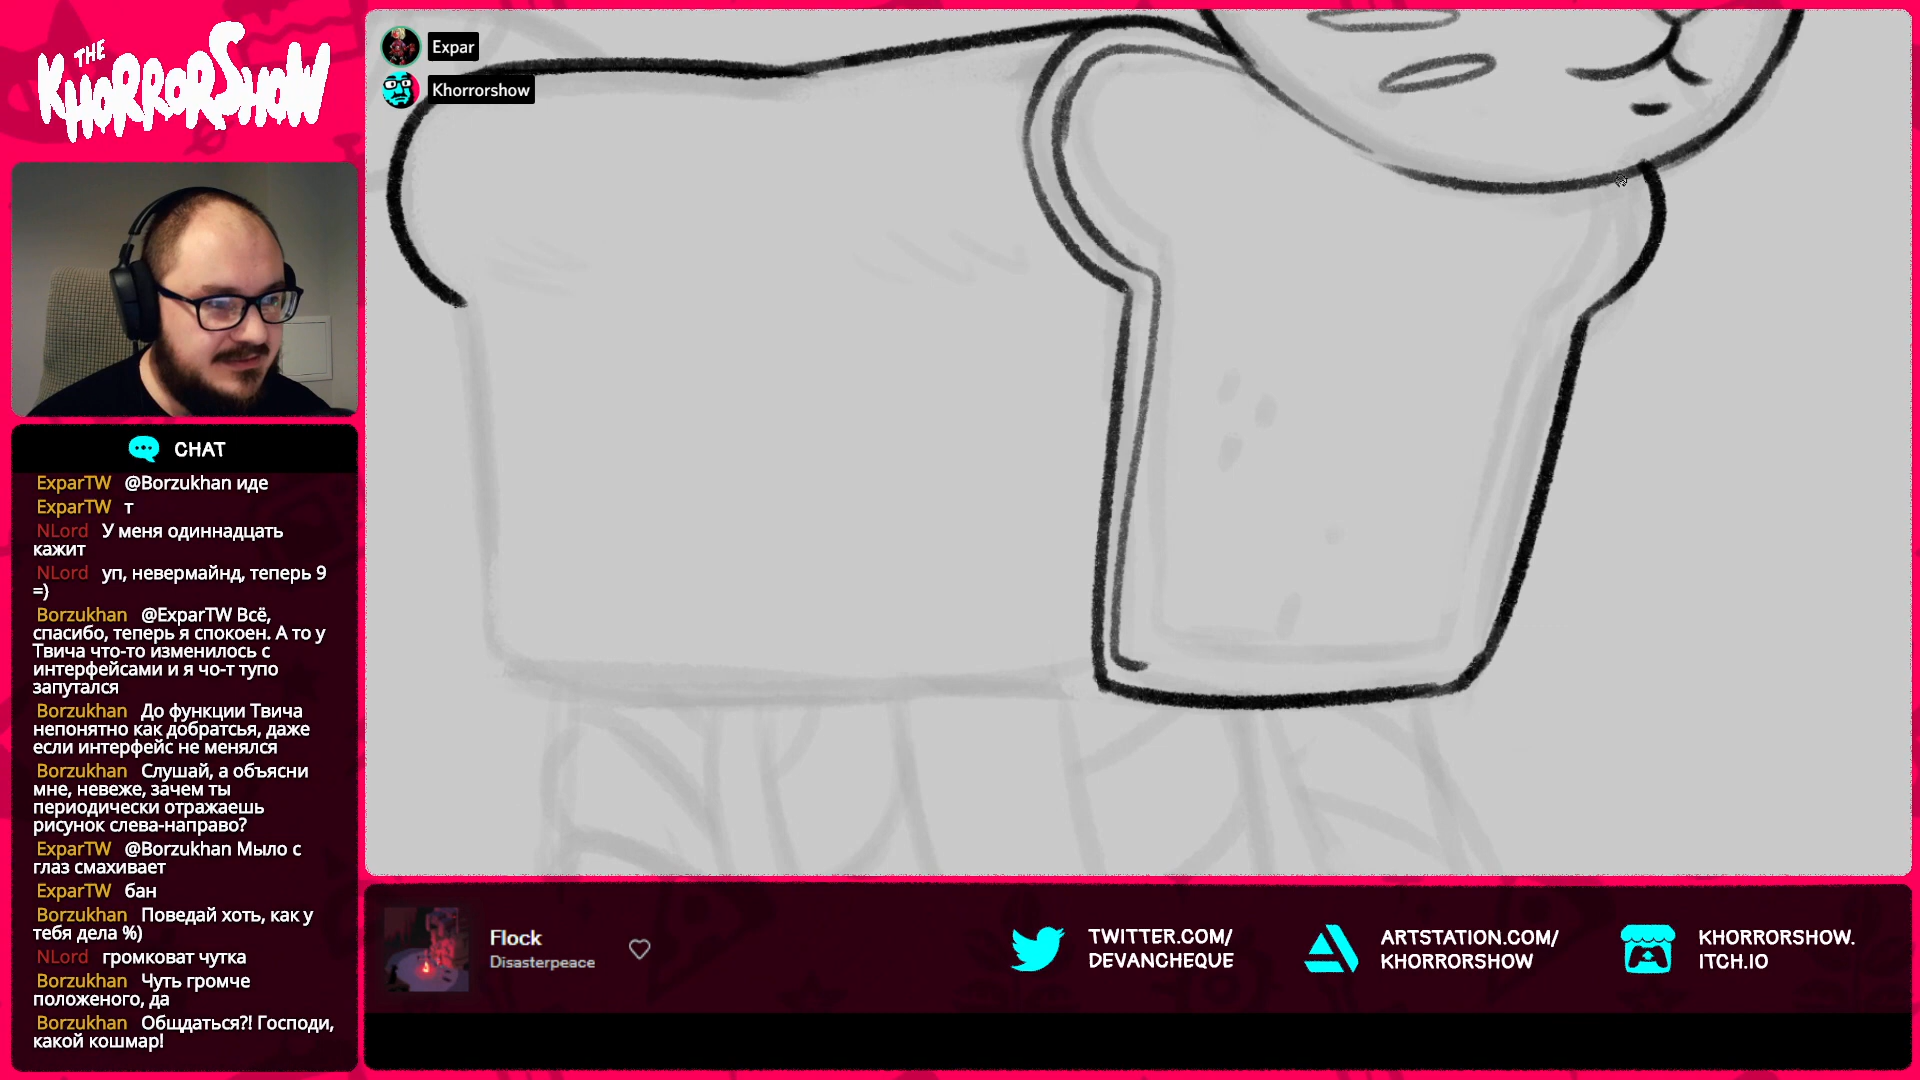 THE
KHORRORSHOW
Expar
Khorrorshow
CHAT
ExparTW @Borzukhan иде
ExparTW т
NLord У меня одиннадцать
кажит
NLord уп, невермайнд, теперь 9
=)
Borzukhan @ExparTW Всё,
спасибо, теперь я спокоен. А то у
Твича что-то изменилось с
интерфейсами и я чо-т тупо
запутался
Borzukhan До функции Твича
непонятно как добратсья, даже
если интерфейс не менялся
Borzukhan Слушай, а объясни
мне, невеже, зачем ты
периодически отражаешь
рисунок слева-направо?
ExparTW @Borzukhan Мыло с
глаз смахивает
ExparTW бан
Borzukhan Поведай хоть, как у
тебя дела %)
NLord громковат чутка
Borzukhan Чуть громче
положеного, да
Borzukhan Общдаться?! Господи,
какой кошмар!
Flock
Disasterpeace
TWITTER.COM/
DEVANCHEQUE
ARTSTATION.COM/
KHORRORSHOW
KHORRORSHOW.
ITCH.IO